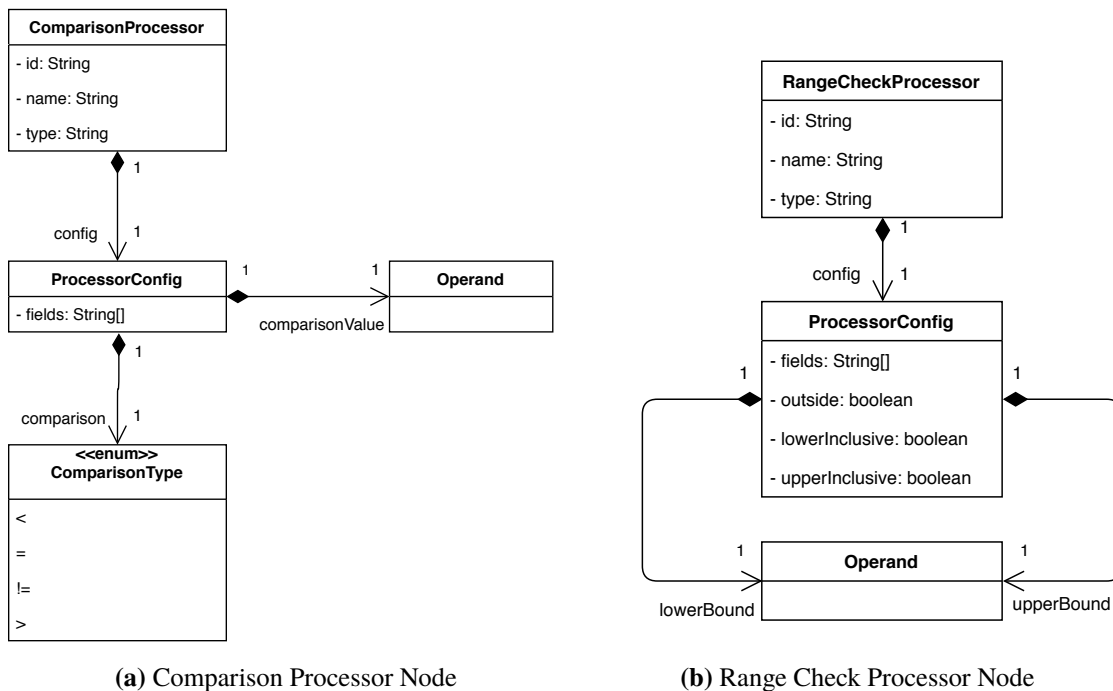 ComparisonProcessor
- id: String
- name: String
- type: String
1
config
1
ProcessorConfig
- fields: String[]
1
1
Operand
comparisonValue
1
comparison
1
<<enum>>
ComparisonType
<
=
!=
>
(a) Comparison Processor Node
RangeCheckProcessor
- id: String
- name: String
- type: String
1
config
1
ProcessorConfig
- fields: String[]
- outside: boolean
- lowerInclusive: boolean
- upperInclusive: boolean
1
1
1
1
Operand
lowerBound
upperBound
(b) Range Check Processor Node